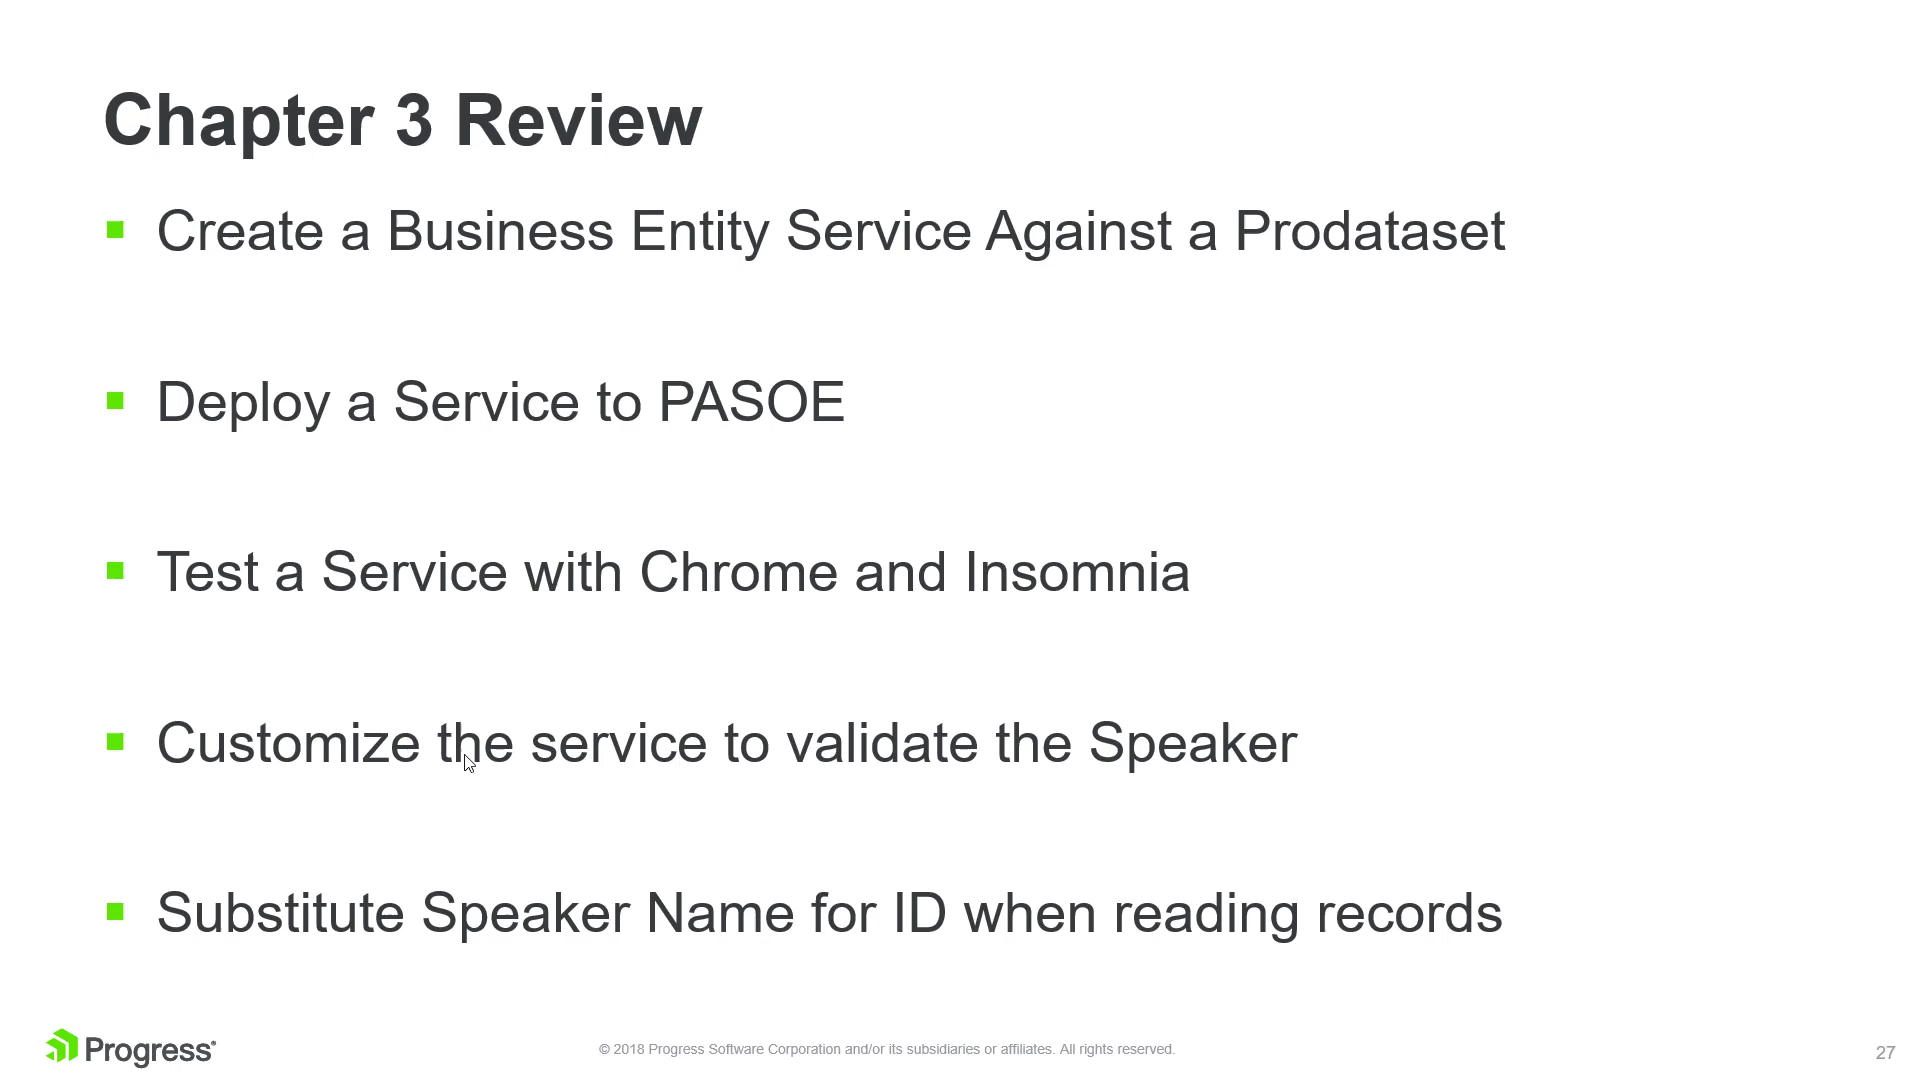 Chapter 3 Review
Create a Business Entity Service Against a Prodataset
Deploy a Service to PASOE
Test a Service with Chrome and Insomnia
Customize the service to validate the Speaker
Substitute Speaker Name for ID when reading records
Progress®
© 2018 Progress Software Corporation and/or its subsidiaries or affiliates. All rights reserved.
27